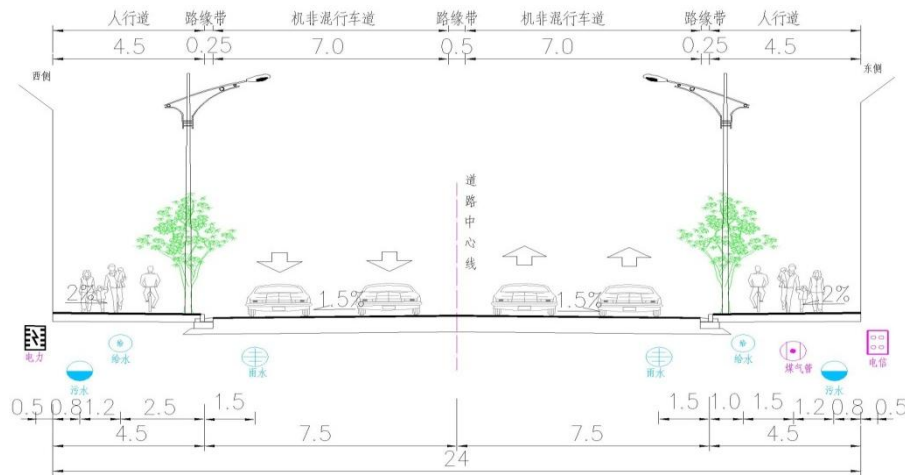 人行道 路缘带 机非混行车道 路缘带 机非混行车道 路缘带 人行道
4.5 0.25 7.0 0.5 7.0 0.25 4.5
西侧 东侧
道路中心线
2% 1.5% 1.5% 2%
电力 给水 雨水 雨水 给水 煤气管 电信
污水 污水
0.5 0.8 1.2 2.5 1.5 1.5 1.0 1.5 1.2 0.8 0.5
4.5 7.5 7.5 4.5
24